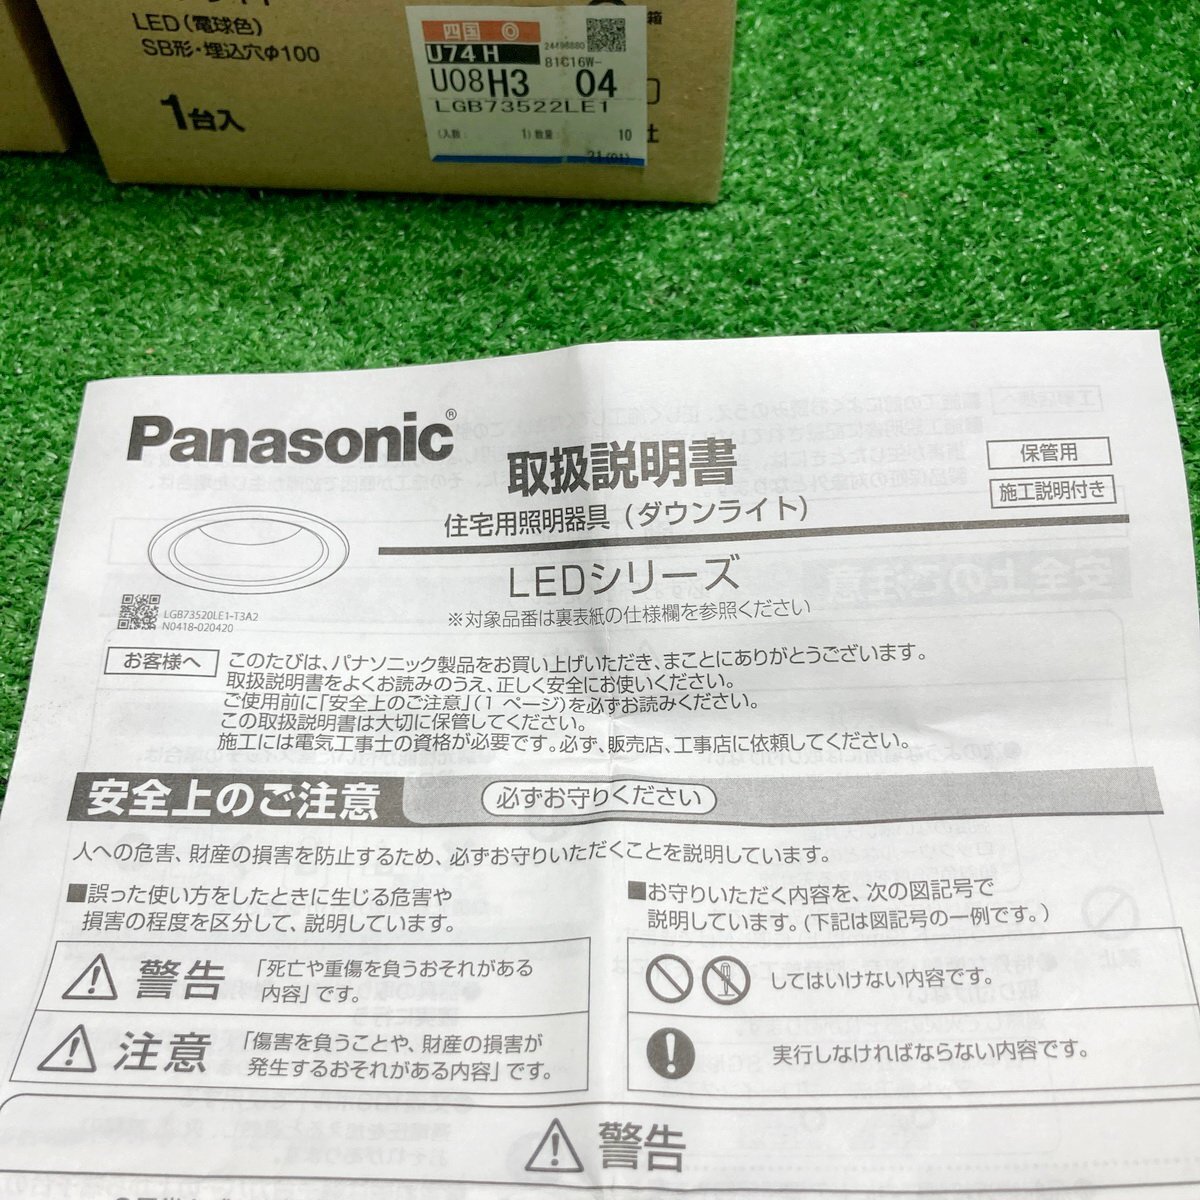 LED(電球色)
SB形・埋込穴φ100
1台入
箱
社
四国 ◎
U74 H
24496880
81C16W-
U08H3 04
LGB73522LE1
(入数: 1)数量: 10
21(01)
Panasonic®
取扱説明書
住宅用照明器具(ダウンライト)
保管用
施工説明付き
LEDシリーズ
※対象品番は裏表紙の仕様欄を参照ください
LGB73520LE1-T3A2
N0418-020420
お客様へ
このたびは、パナソニック製品をお買い上げいただき、まことにありがとうございます。
取扱説明書をよくお読みのうえ、正しく安全にお使いください。
ご使用前に「安全上のご注意」(1 ページ)を必ずお読みください。
この取扱説明書は大切に保管してください。
施工には電気工事士の資格が必要です。必ず、販売店、工事店に依頼してください。
安全上のご注意 必ずお守りください
人への危害、財産の損害を防止するため、必ずお守りいただくことを説明しています。
■誤った使い方をしたときに生じる危害や
損害の程度を区分して、説明しています。
警告 「死亡や重傷を負うおそれがある
内容」です。
注意 「傷害を負うことや、財産の損害が
発生するおそれがある内容」です。
■お守りいただく内容を、次の図記号で
説明しています。(下記は図記号の一例です。)
してはいけない内容です。
実行しなければならない内容です。
警告